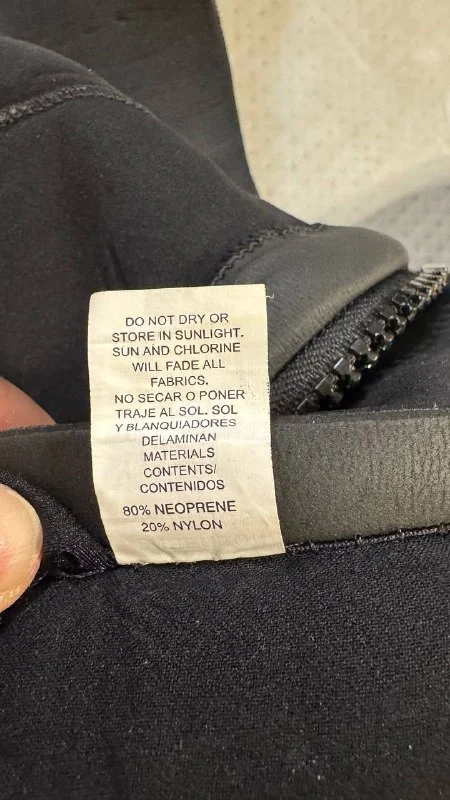 DO NOT DRY OR
STORE IN SUNLIGHT.
SUN AND CHLORINE
WILL FADE ALL
FABRICS.
NO SECAR O PONER
TRAJE AL SOL. SOL
Y BLANQUIADORES
DELAMINAN
MATERIALS
CONTENTS/
CONTENIDOS
80% NEOPRENE
20% NYLON